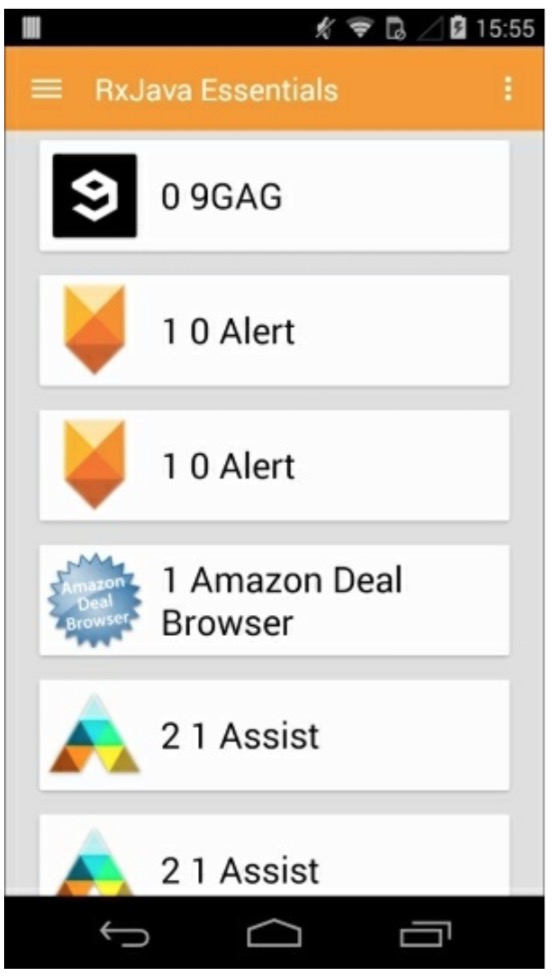 15:55
RxJava Essentials
9
0 9GAG
1 0 Alert
1 0 Alert
Amazon
Deal
Browser
1 Amazon Deal
Browser
2 1 Assist
2 1 Assist